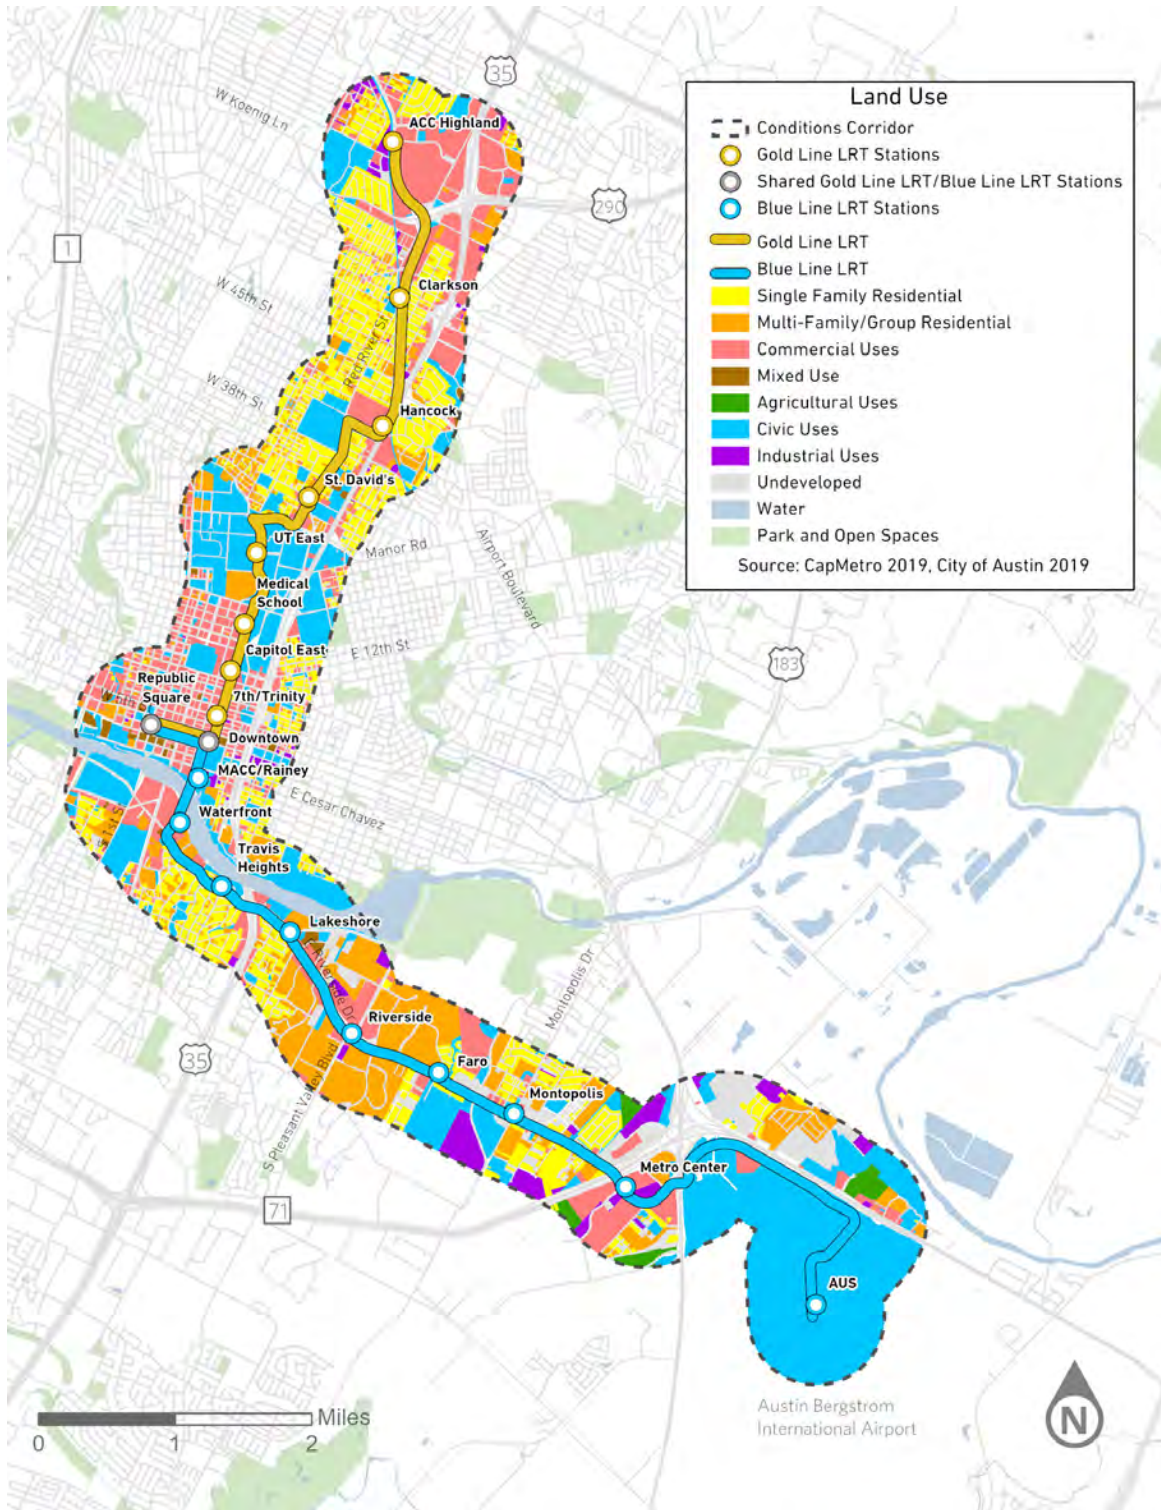 35
W Koenig Ln
ACC Highland
290
1
Clarkson
W 45th St
Red River St
W 38th St
Hancock
St. David's
UT East
Manor Rd
Airport Boulevard
Medical
School
Capitol East
E 12th St
183
Republic
Square
7th/Trinity
Downtown
MACC/Rainey
E Cesar Chavez
Waterfront
S 1st St
Travis
Heights
Lakeshore
E Riverside Dr
Riverside
Montopolis Dr
35
S Pleasant Valley Blvd
Faro
Montopolis
Metro Center
71
AUS
Austin Bergstrom
International Airport
Land Use
Conditions Corridor
Gold Line LRT Stations
Shared Gold Line LRT/Blue Line LRT Stations
Blue Line LRT Stations
Gold Line LRT
Blue Line LRT
Single Family Residential
Multi-Family/Group Residential
Commercial Uses
Mixed Use
Agricultural Uses
Civic Uses
Industrial Uses
Undeveloped
Water
Park and Open Spaces
Source: CapMetro 2019, City of Austin 2019
Miles
0 1 2
N